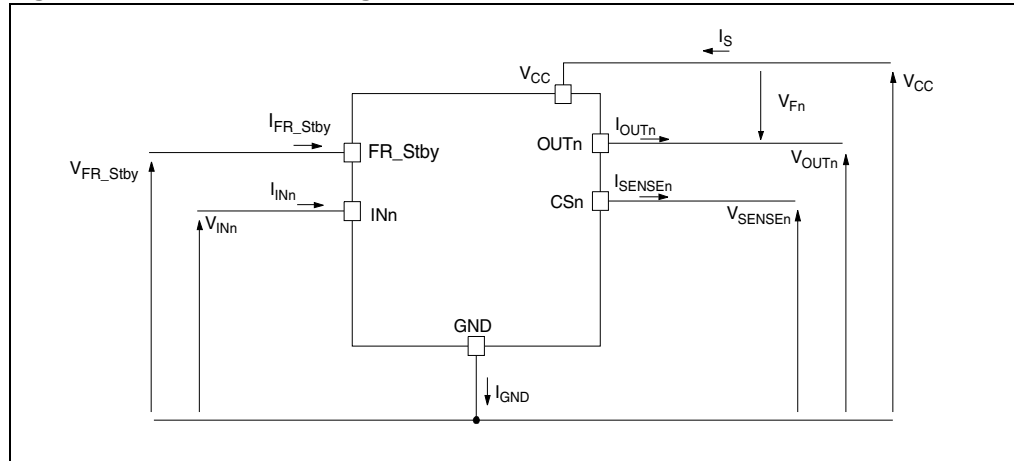 I_S
V_CC
V_CC
V_Fn
I_FR_Stby
I_OUTn
FR_Stby
OUTn
V_FR_Stby
V_OUTn
I_INn
I_SENSEn
INn
CSn
V_INn
V_SENSEn
GND
I_GND